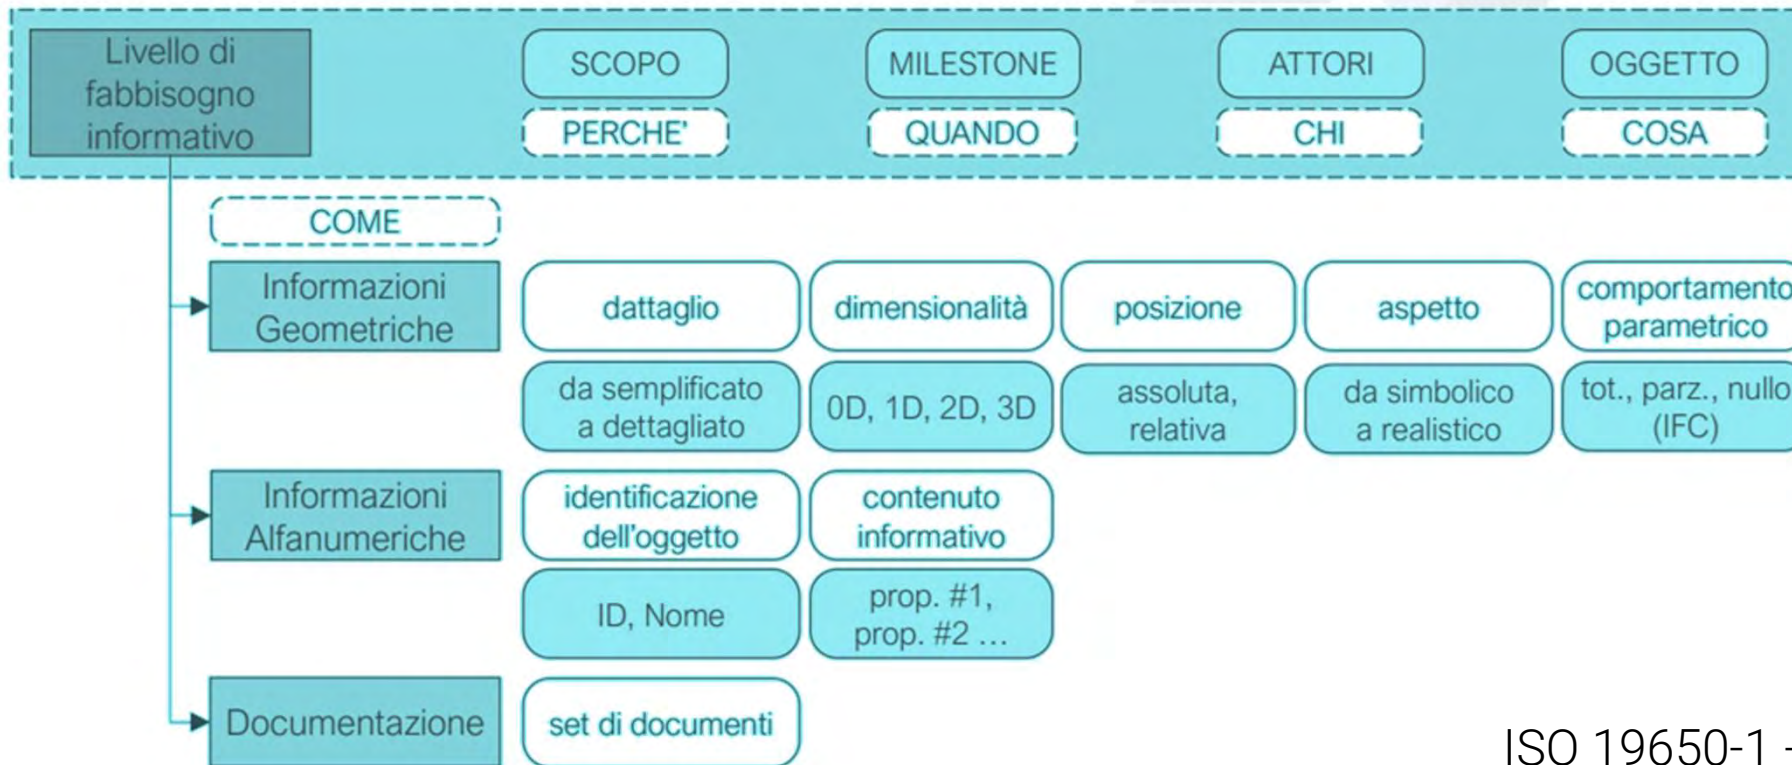 Livello di
fabbisogno
informativo
SCOPO
MILESTONE
ATTORI
OGGETTO
PERCHE'
QUANDO
CHI
COSA
COME
Informazioni
Geometriche
dattaglio
dimensionalità
posizione
aspetto
comportamento
parametrico
da semplificato
a dettagliato
0D, 1D, 2D, 3D
assoluta,
relativa
da simbolico
a realistico
tot., parz., nullo
(IFC)
Informazioni
Alfanumeriche
identificazione
dell'oggetto
contenuto
informativo
ID, Nome
prop. #1,
prop. #2 ...
Documentazione
set di documenti
ISO 19650-1 -